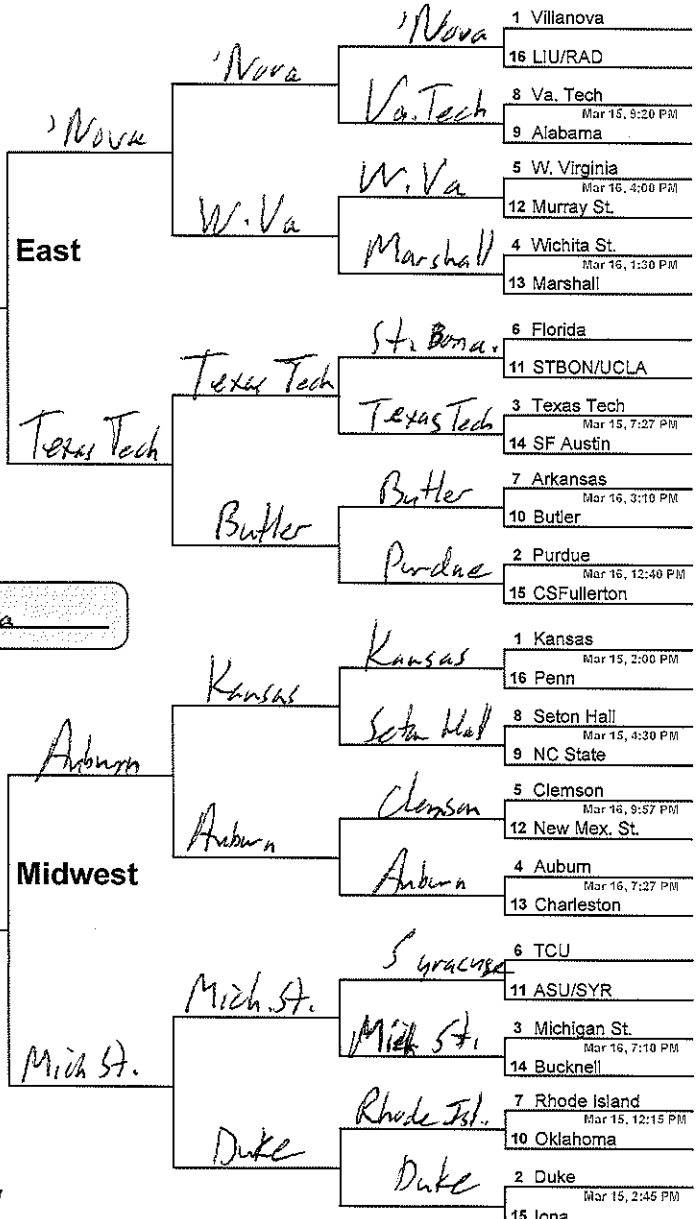 'Nova
1 Villanova
16 LIU/RAD
'Nova
Va. Tech
8 Va. Tech
Mar 15, 9:20 PM
9 Alabama
'Nova
W. Va
5 W. Virginia
Mar 16, 4:00 PM
12 Murray St.
W. Va
Marshall
4 Wichita St.
Mar 16, 1:30 PM
13 Marshall
East
St. Bona.
6 Florida
11 STBON/UCLA
Texas Tech
Texas Tech
3 Texas Tech
Mar 15, 7:27 PM
14 SF Austin
Texas Tech
Butler
7 Arkansas
Mar 16, 3:10 PM
10 Butler
Butler
Purdue
2 Purdue
Mar 16, 12:40 PM
15 CSFullerton
Kansas
1 Kansas
Mar 15, 2:00 PM
16 Penn
Kansas
Seton Hall
8 Seton Hall
Mar 15, 4:30 PM
9 NC State
Auburn
Clemson
5 Clemson
Mar 16, 9:57 PM
12 New Mex. St.
Auburn
Auburn
4 Auburn
Mar 16, 7:27 PM
13 Charleston
Midwest
Syracuse
6 TCU
11 ASU/SYR
Mich. St.
Mich St.
3 Michigan St.
Mar 16, 7:10 PM
14 Bucknell
Mich St.
Rhode Isl.
7 Rhode Island
Mar 15, 12:15 PM
10 Oklahoma
Duke
Duke
2 Duke
Mar 15, 2:45 PM
15 Iona